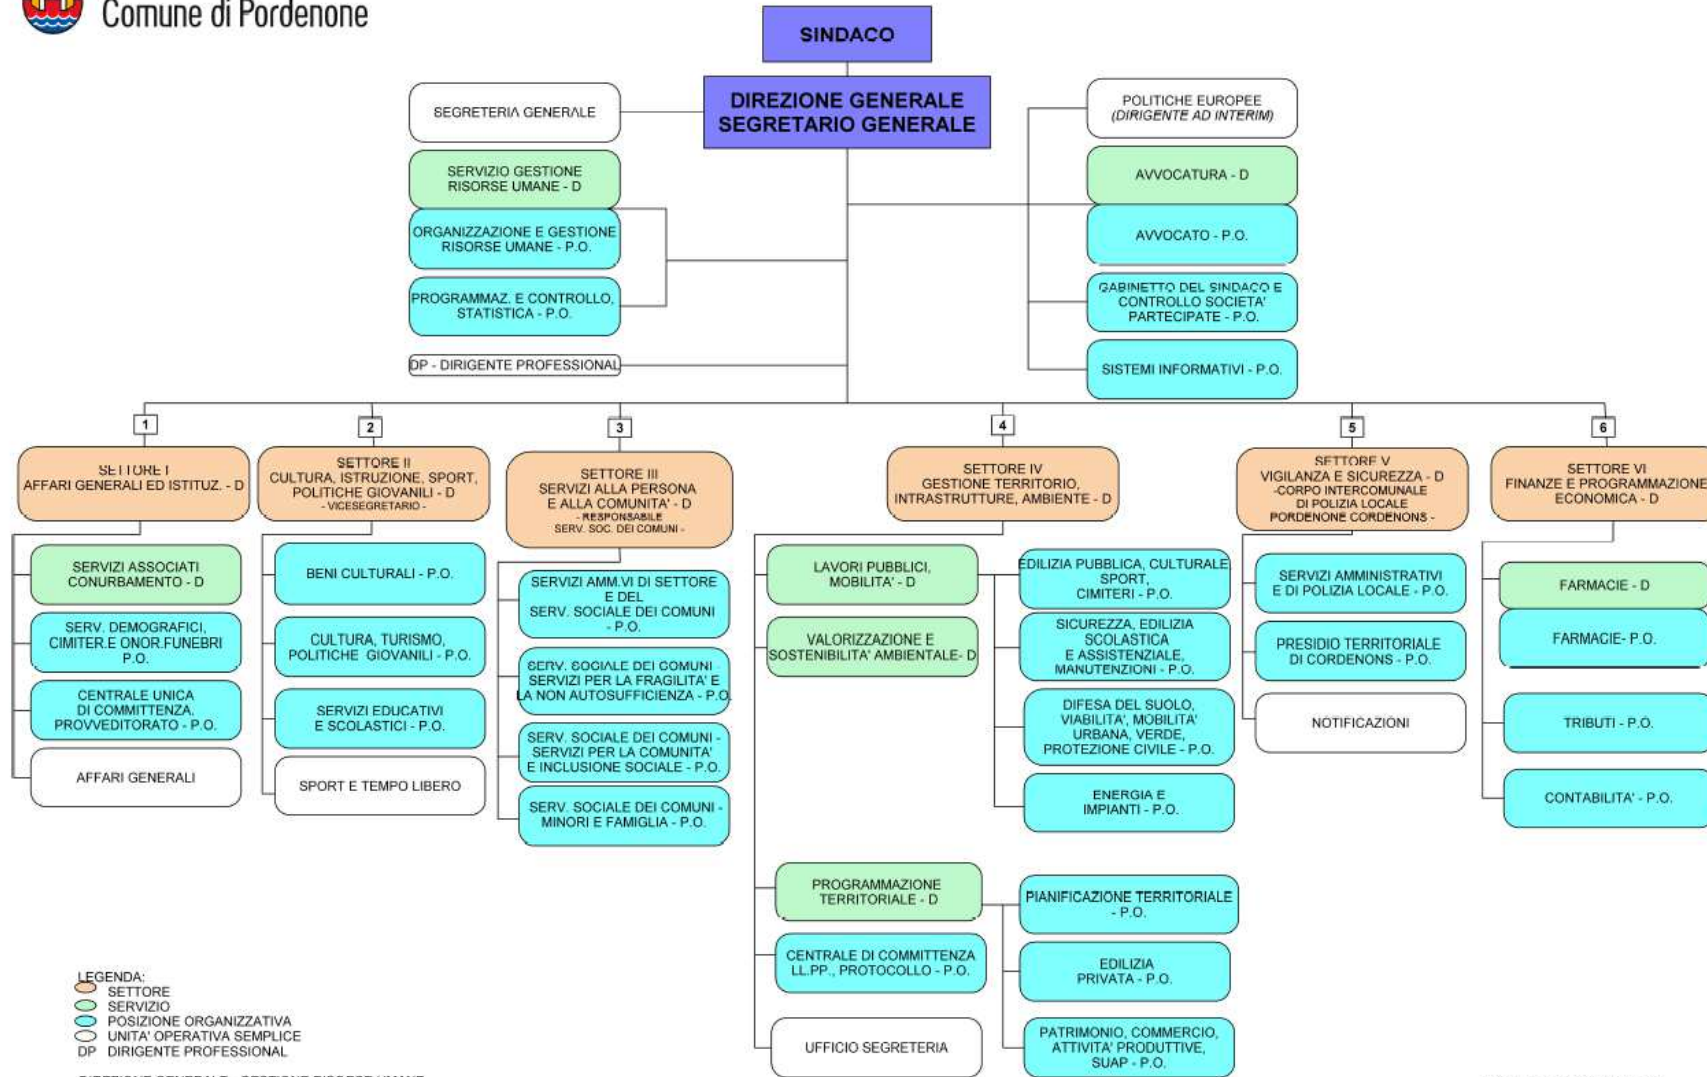 Comune di Pordenone
SINDACO
DIREZIONE GENERALE
SEGRETARIO GENERALE
SEGRETERIA GENERALE
SERVIZIO GESTIONE
RISORSE UMANE - D
ORGANIZZAZIONE E GESTIONE
RISORSE UMANE - P.O.
PROGRAMMAZ. E CONTROLLO,
STATISTICA - P.O.
DP - DIRIGENTE PROFESSIONAL
POLITICHE EUROPEE
(DIRIGENTE AD INTERIM)
AVVOCATURA - D
AVVOCATO - P.O.
GABINETTO DEL SINDACO E
CONTROLLO SOCIETA'
PARTECIPATE - P.O.
SISTEMI INFORMATIVI - P.O.
1
SETTORE I
AFFARI GENERALI ED ISTITUZ. - D
SERVIZI ASSOCIATI
CONURBAMENTO - D
SERV. DEMOGRAFICI,
CIMITER.E ONOR.FUNEBRI
P.O.
CENTRALE UNICA
DI COMMITTENZA.
PROVVEDITORATO - P.O.
AFFARI GENERALI
2
SETTORE II
CULTURA, ISTRUZIONE, SPORT,
POLITICHE GIOVANILI - D
- VICESEGRETARIO -
BENI CULTURALI - P.O.
CULTURA, TURISMO,
POLITICHE GIOVANILI - P.O.
SERVIZI EDUCATIVI
E SCOLASTICI - P.O.
SPORT E TEMPO LIBERO
3
SETTORE III
SERVIZI ALLA PERSONA
E ALLA COMUNITA' - D
- RESPONSABILE
SERV. SOC. DEI COMUNI -
SERVIZI AMM.VI DI SETTORE
E DEL
SERV. SOCIALE DEI COMUNI
- P.O.
SERV. SOCIALE DEI COMUNI -
SERVIZI PER LA FRAGILITA' E
LA NON AUTOSUFFICIENZA - P.O.
SERV. SOCIALE DEI COMUNI -
SERVIZI PER LA COMUNITA'
E INCLUSIONE SOCIALE - P.O.
SERV. SOCIALE DEI COMUNI -
MINORI E FAMIGLIA - P.O.
4
SETTORE IV
GESTIONE TERRITORIO,
INTRASTRUTTURE, AMBIENTE - D
LAVORI PUBBLICI,
MOBILITA' - D
VALORIZZAZIONE E
SOSTENIBILITA' AMBIENTALE- D
EDILIZIA PUBBLICA, CULTURALE,
SPORT,
CIMITERI - P.O.
SICUREZZA, EDILIZIA
SCOLASTICA
E ASSISTENZIALE,
MANUTENZIONI - P.O.
DIFESA DEL SUOLO,
VIABILITA', MOBILITA'
URBANA, VERDE,
PROTEZIONE CIVILE - P.O.
ENERGIA E
IMPIANTI - P.O.
PROGRAMMAZIONE
TERRITORIALE - D
CENTRALE DI COMMITTENZA
LL.PP., PROTOCOLLO - P.O.
UFFICIO SEGRETERIA
PIANIFICAZIONE TERRITORIALE
- P.O.
EDILIZIA
PRIVATA - P.O.
PATRIMONIO, COMMERCIO,
ATTIVITA' PRODUTTIVE,
SUAP - P.O.
5
SETTORE V
VIGILANZA E SICUREZZA - D
-CORPO INTERCOMUNALE
DI POLIZIA LOCALE
PORDENONE CORDENONS -
SERVIZI AMMINISTRATIVI
E DI POLIZIA LOCALE - P.O.
PRESIDIO TERRITORIALE
DI CORDENONS - P.O.
NOTIFICAZIONI
6
SETTORE VI
FINANZE E PROGRAMMAZIONE
ECONOMICA - D
FARMACIE - D
FARMACIE- P.O.
TRIBUTI - P.O.
CONTABILITA' - P.O.
LEGENDA:
SETTORE
SERVIZIO
POSIZIONE ORGANIZZATIVA
UNITA' OPERATIVA SEMPLICE
DP DIRIGENTE PROFESSIONAL